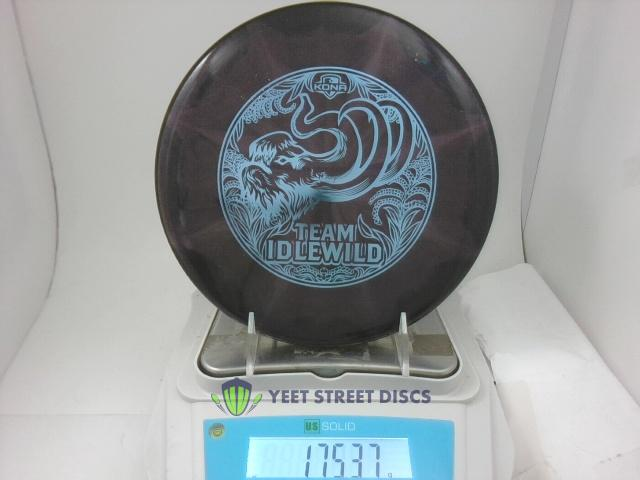 KONA
TEAM
IDLEWILD
YEET STREET DISCS
US SOLID
175.37 g